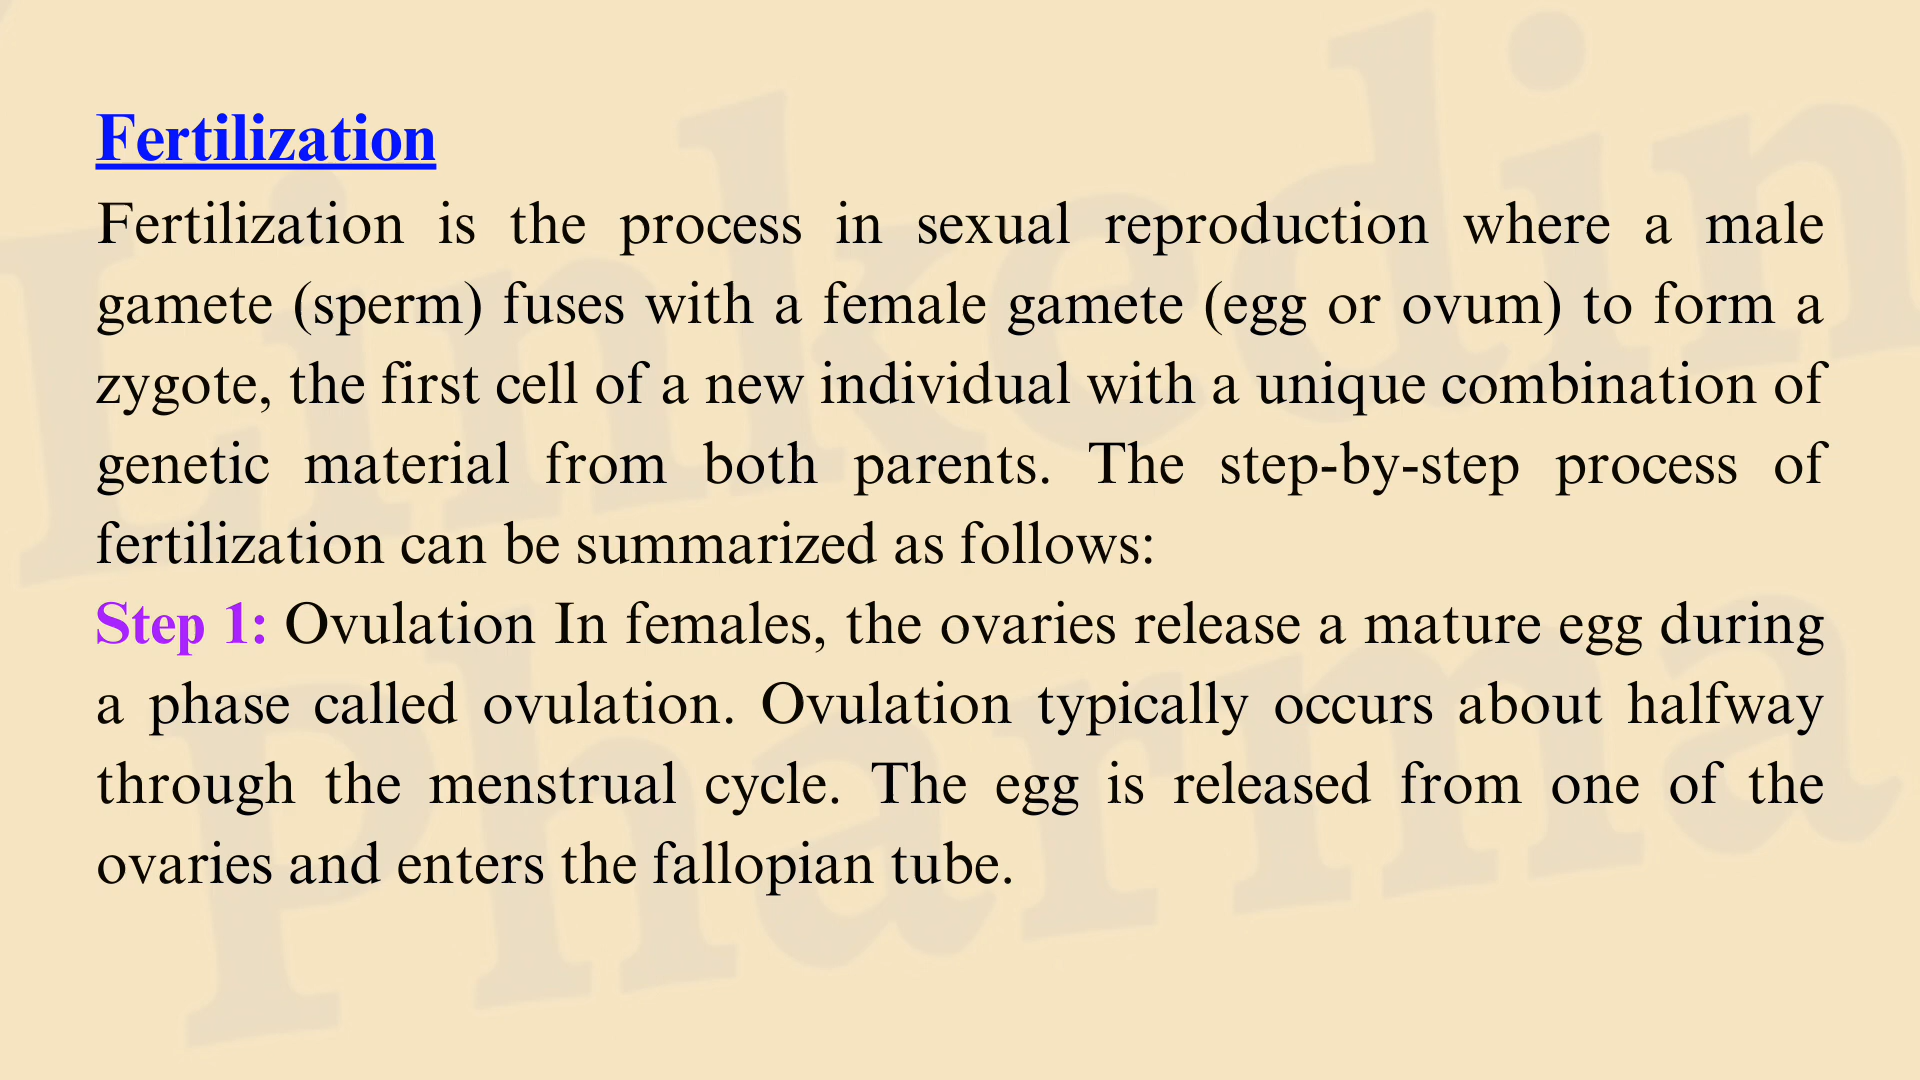 Fertilization
Fertilization is the process in sexual reproduction where a male
gamete (sperm) fuses with a female gamete (egg or ovum) to form a
zygote, the first cell of a new individual with a unique combination of
genetic material from both parents. The step-by-step process of
fertilization can be summarized as follows:
Step 1: Ovulation In females, the ovaries release a mature egg during
a phase called ovulation. Ovulation typically occurs about halfway
through the menstrual cycle. The egg is released from one of the
ovaries and enters the fallopian tube.
Linkedin
Pharma